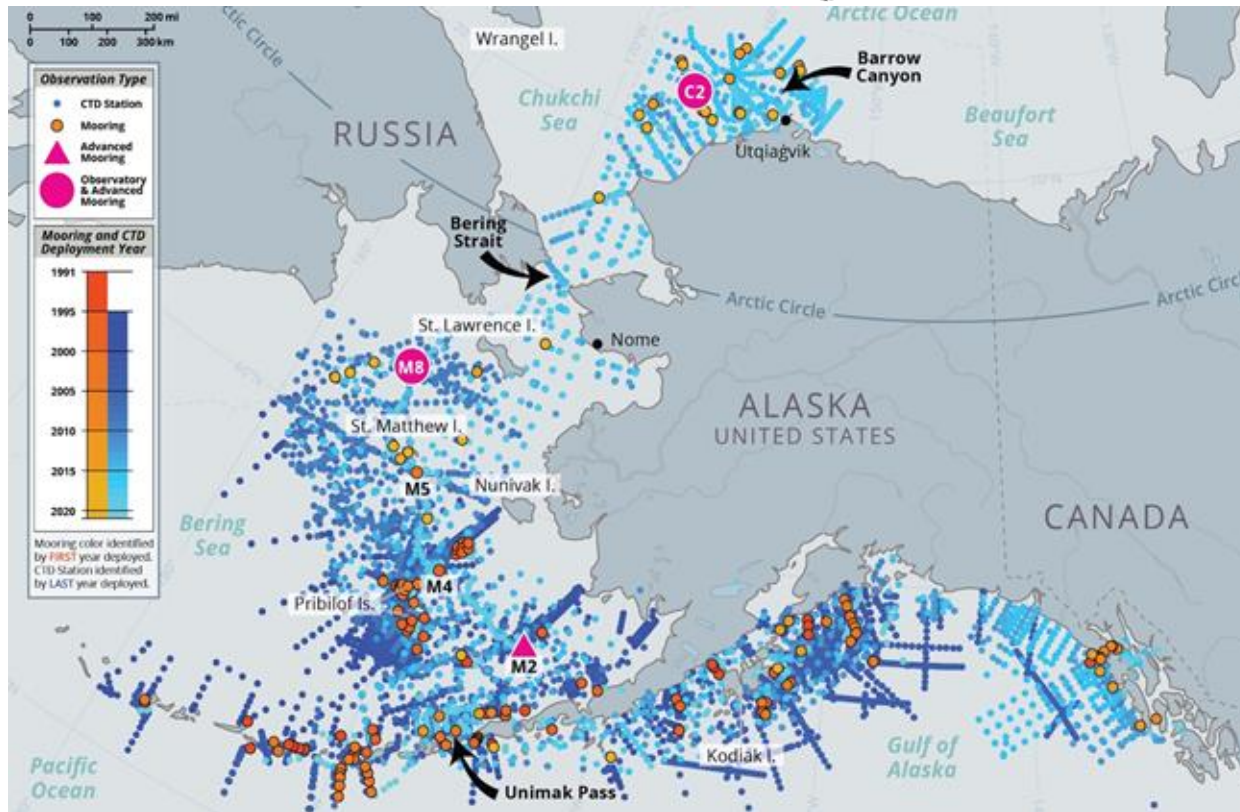 0 100 200 mi
0 100 200 300 km
Observation Type
CTD Station
Mooring
Advanced
Mooring
Observatory
& Advanced
Mooring
Mooring and CTD
Deployment Year
1991
1995
2000
2005
2010
2015
2020
Mooring color identified
by FIRST year deployed.
CTD Station identified
by LAST year deployed.
Arctic Circle
Wrangel I.
Arctic Ocean
Barrow
Canyon
C2
Chukchi
Sea
Beaufort
Sea
RUSSIA
Utqiaġvik
Bering
Strait
Arctic Circle
Arctic Circ
St. Lawrence I.
Nome
M8
ALASKA
UNITED STATES
St. Matthew I.
M5
Nunivak I.
CANADA
Bering
Sea
M4
Pribilof Is.
M2
Kodiak I.
Gulf of
Alaska
Pacific
Ocean
Unimak Pass